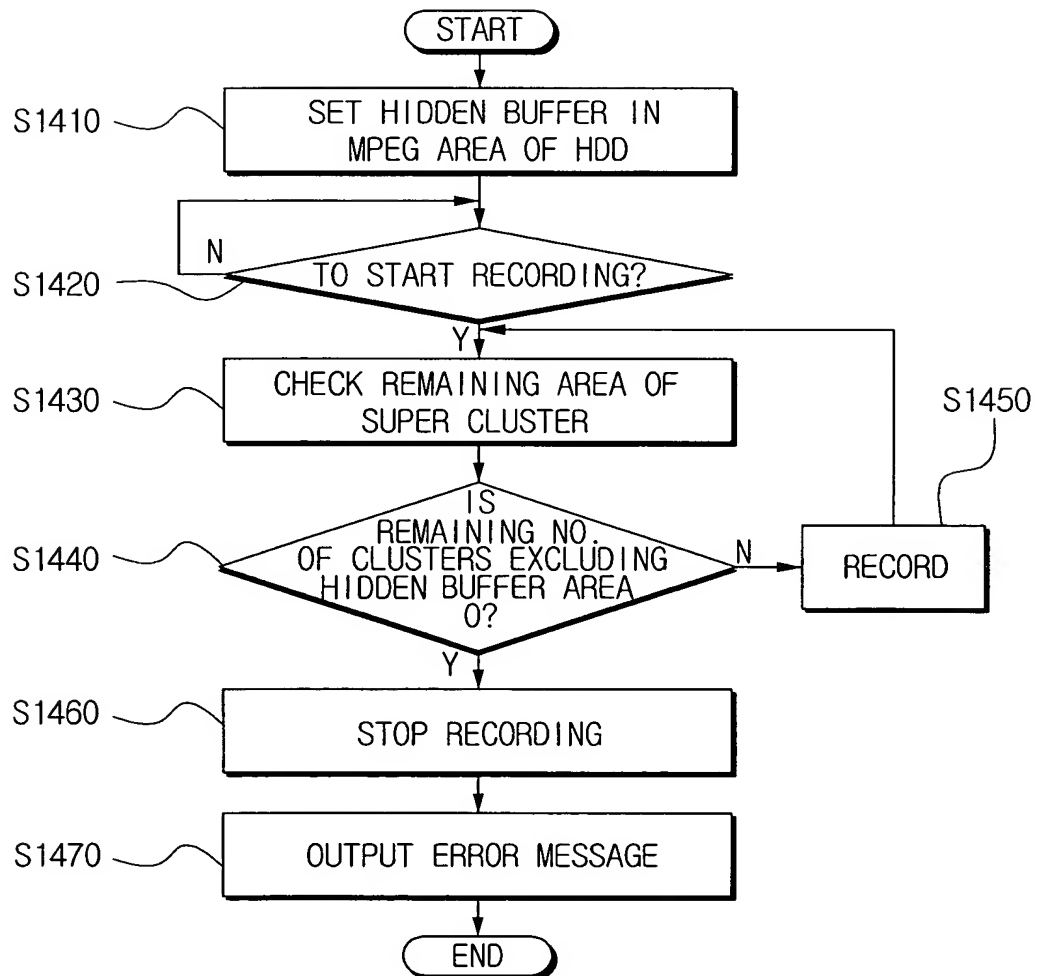 START
S1410
SET HIDDEN BUFFER IN
MPEG AREA OF HDD
N
S1420
TO START RECORDING?
Y
S1430
CHECK REMAINING AREA OF
SUPER CLUSTER
S1450
S1440
IS
REMAINING NO.
OF CLUSTERS EXCLUDING
HIDDEN BUFFER AREA
0?
N
RECORD
Y
S1460
STOP RECORDING
S1470
OUTPUT ERROR MESSAGE
END